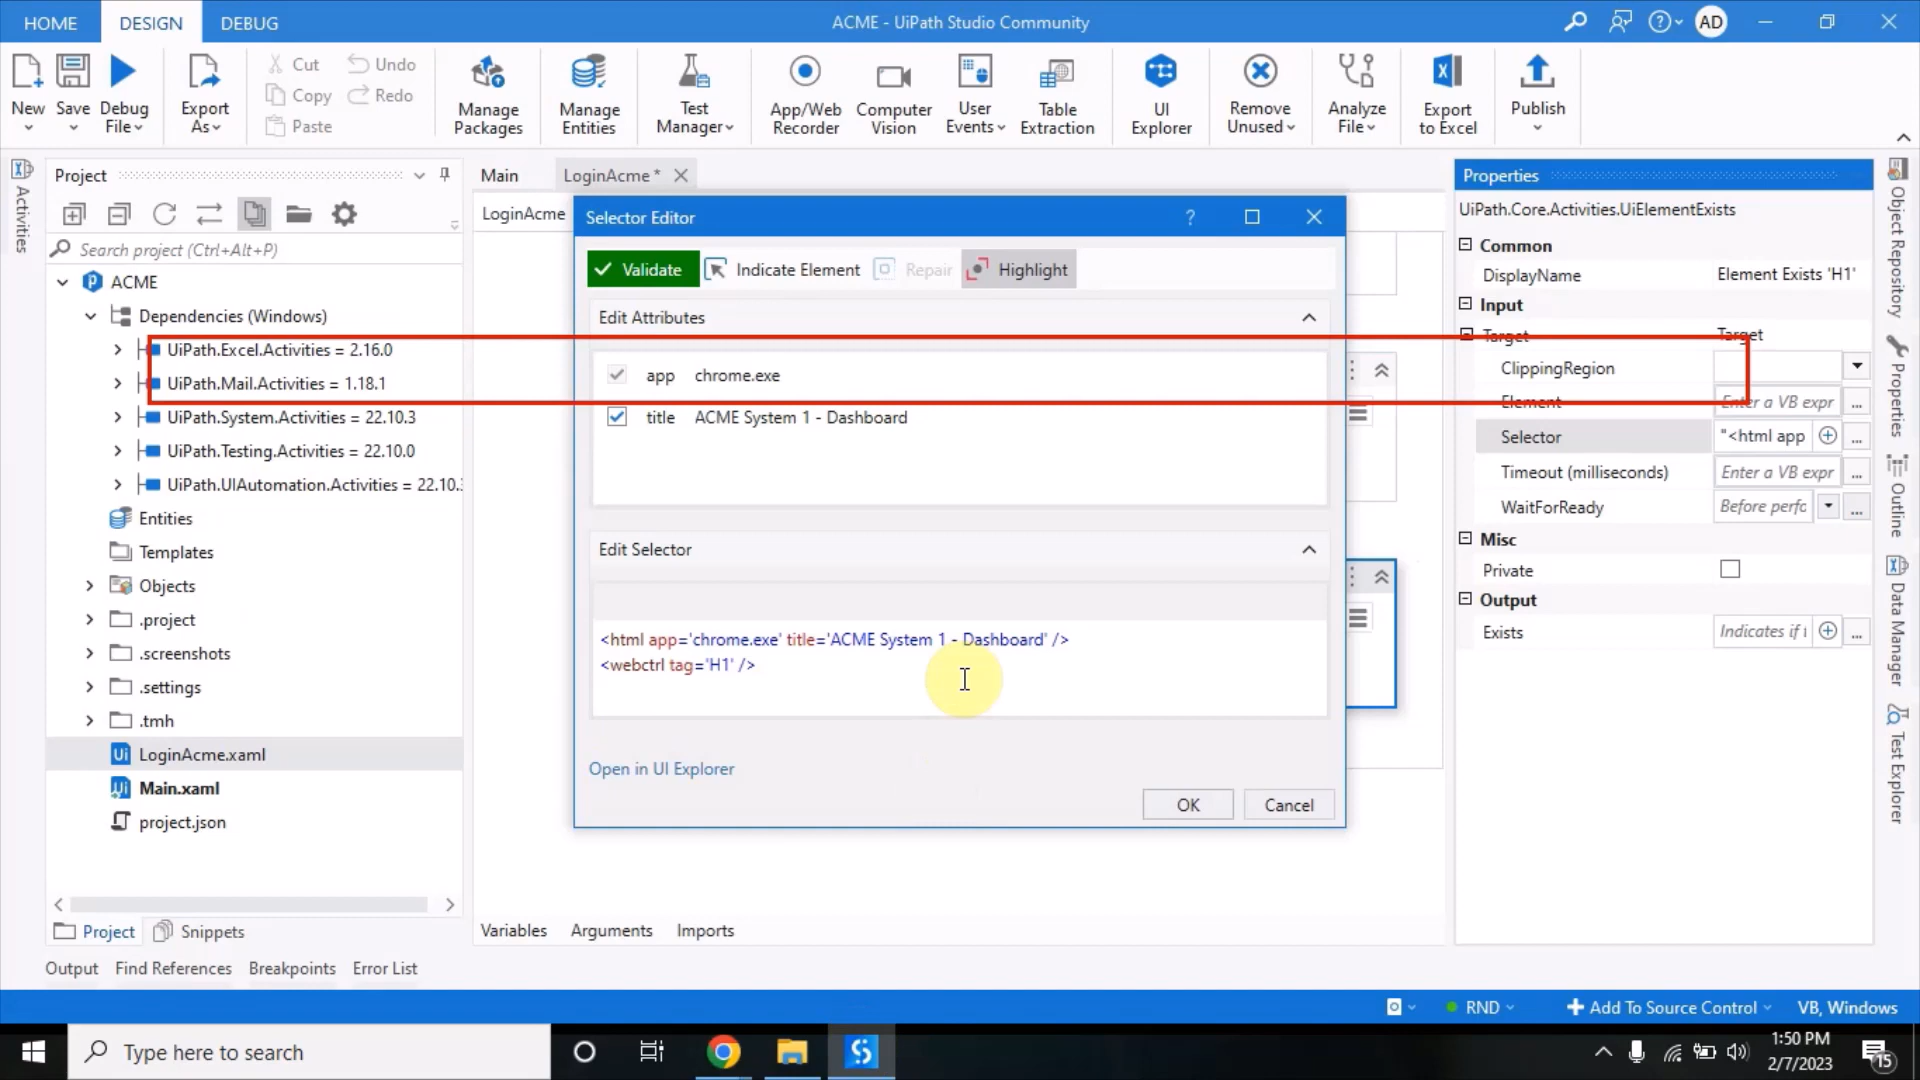 HOME
DESIGN
DEBUG
ACME - UiPath Studio Community
AD
New
Save
Debug File
Export As
Cut
Copy
Paste
Undo
Redo
Manage Packages
Manage Entities
Test Manager
App/Web Recorder
Computer Vision
User Events
Table Extraction
UI Explorer
Remove Unused
Analyze File
Export to Excel
Publish
Activities
Project
Search project (Ctrl+Alt+P)
ACME
Dependencies (Windows)
UiPath.Excel.Activities = 2.16.0
UiPath.Mail.Activities = 1.18.1
UiPath.System.Activities = 22.10.3
UiPath.Testing.Activities = 22.10.0
UiPath.UIAutomation.Activities = 22.10.
Entities
Templates
Objects
.project
.screenshots
.settings
.tmh
LoginAcme.xaml
Main.xaml
project.json
Project
Snippets
Main
LoginAcme *
LoginAcme
Selector Editor
?
Validate
Indicate Element
Repair
Highlight
Edit Attributes
app chrome.exe
title ACME System 1 - Dashboard
Edit Selector
<html app='chrome.exe' title='ACME System 1 - Dashboard' />
<webctrl tag='H1' />
Open in UI Explorer
OK
Cancel
Variables
Arguments
Imports
Properties
UiPath.Core.Activities.UiElementExists
Common
DisplayName Element Exists 'H1'
Input
Target Target
ClippingRegion
Element Enter a VB expr ...
Selector "<html app ...
Timeout (milliseconds) Enter a VB expr ...
WaitForReady Before perfc ...
Misc
Private
Output
Exists Indicates if ...
Object Repository
Properties
Outline
Data Manager
Test Explorer
Output
Find References
Breakpoints
Error List
RND
Add To Source Control
VB, Windows
Type here to search
1:50 PM
2/7/2023
15